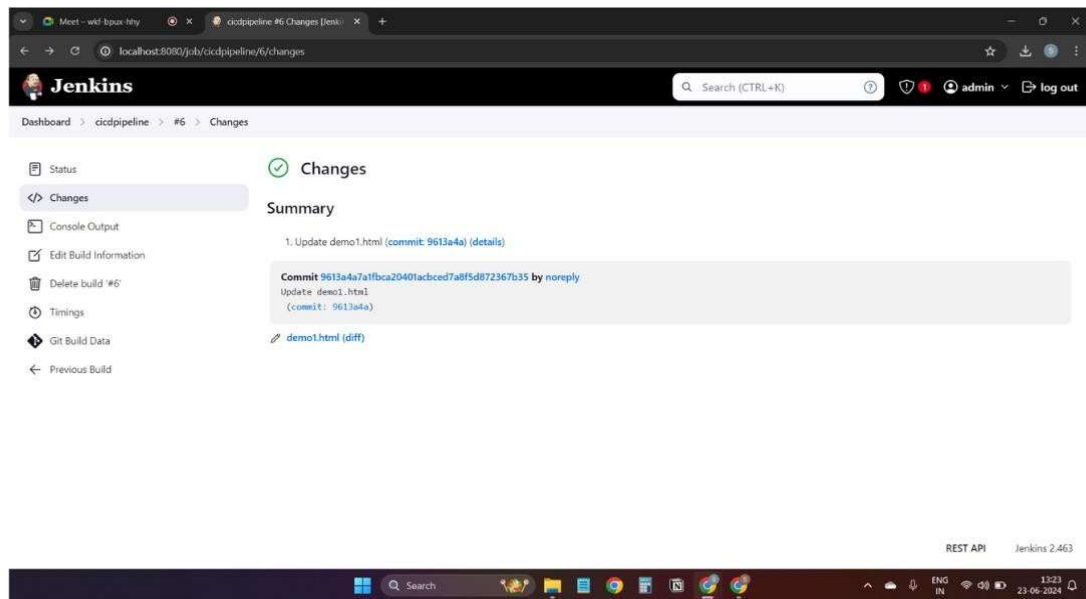 Meet – wkf-bpux-hhy
cicdpipeline #6 Changes [Jenki
localhost:8080/job/cicdpipeline/6/changes
Jenkins
Search (CTRL+K)
1
admin
log out
Dashboard > cicdpipeline > #6 > Changes
Status
Changes
Console Output
Edit Build Information
Delete build '#6'
Timings
Git Build Data
Previous Build
Changes
Summary
1. Update demo1.html (commit: 9613a4a) (details)
Commit 9613a4a7a1fbca20401acbced7a8f5d872367b35 by noreply
Update demo1.html
(commit: 9613a4a)
demo1.html (diff)
REST API
Jenkins 2.463
Search
ENG
IN
13:23
23-06-2024